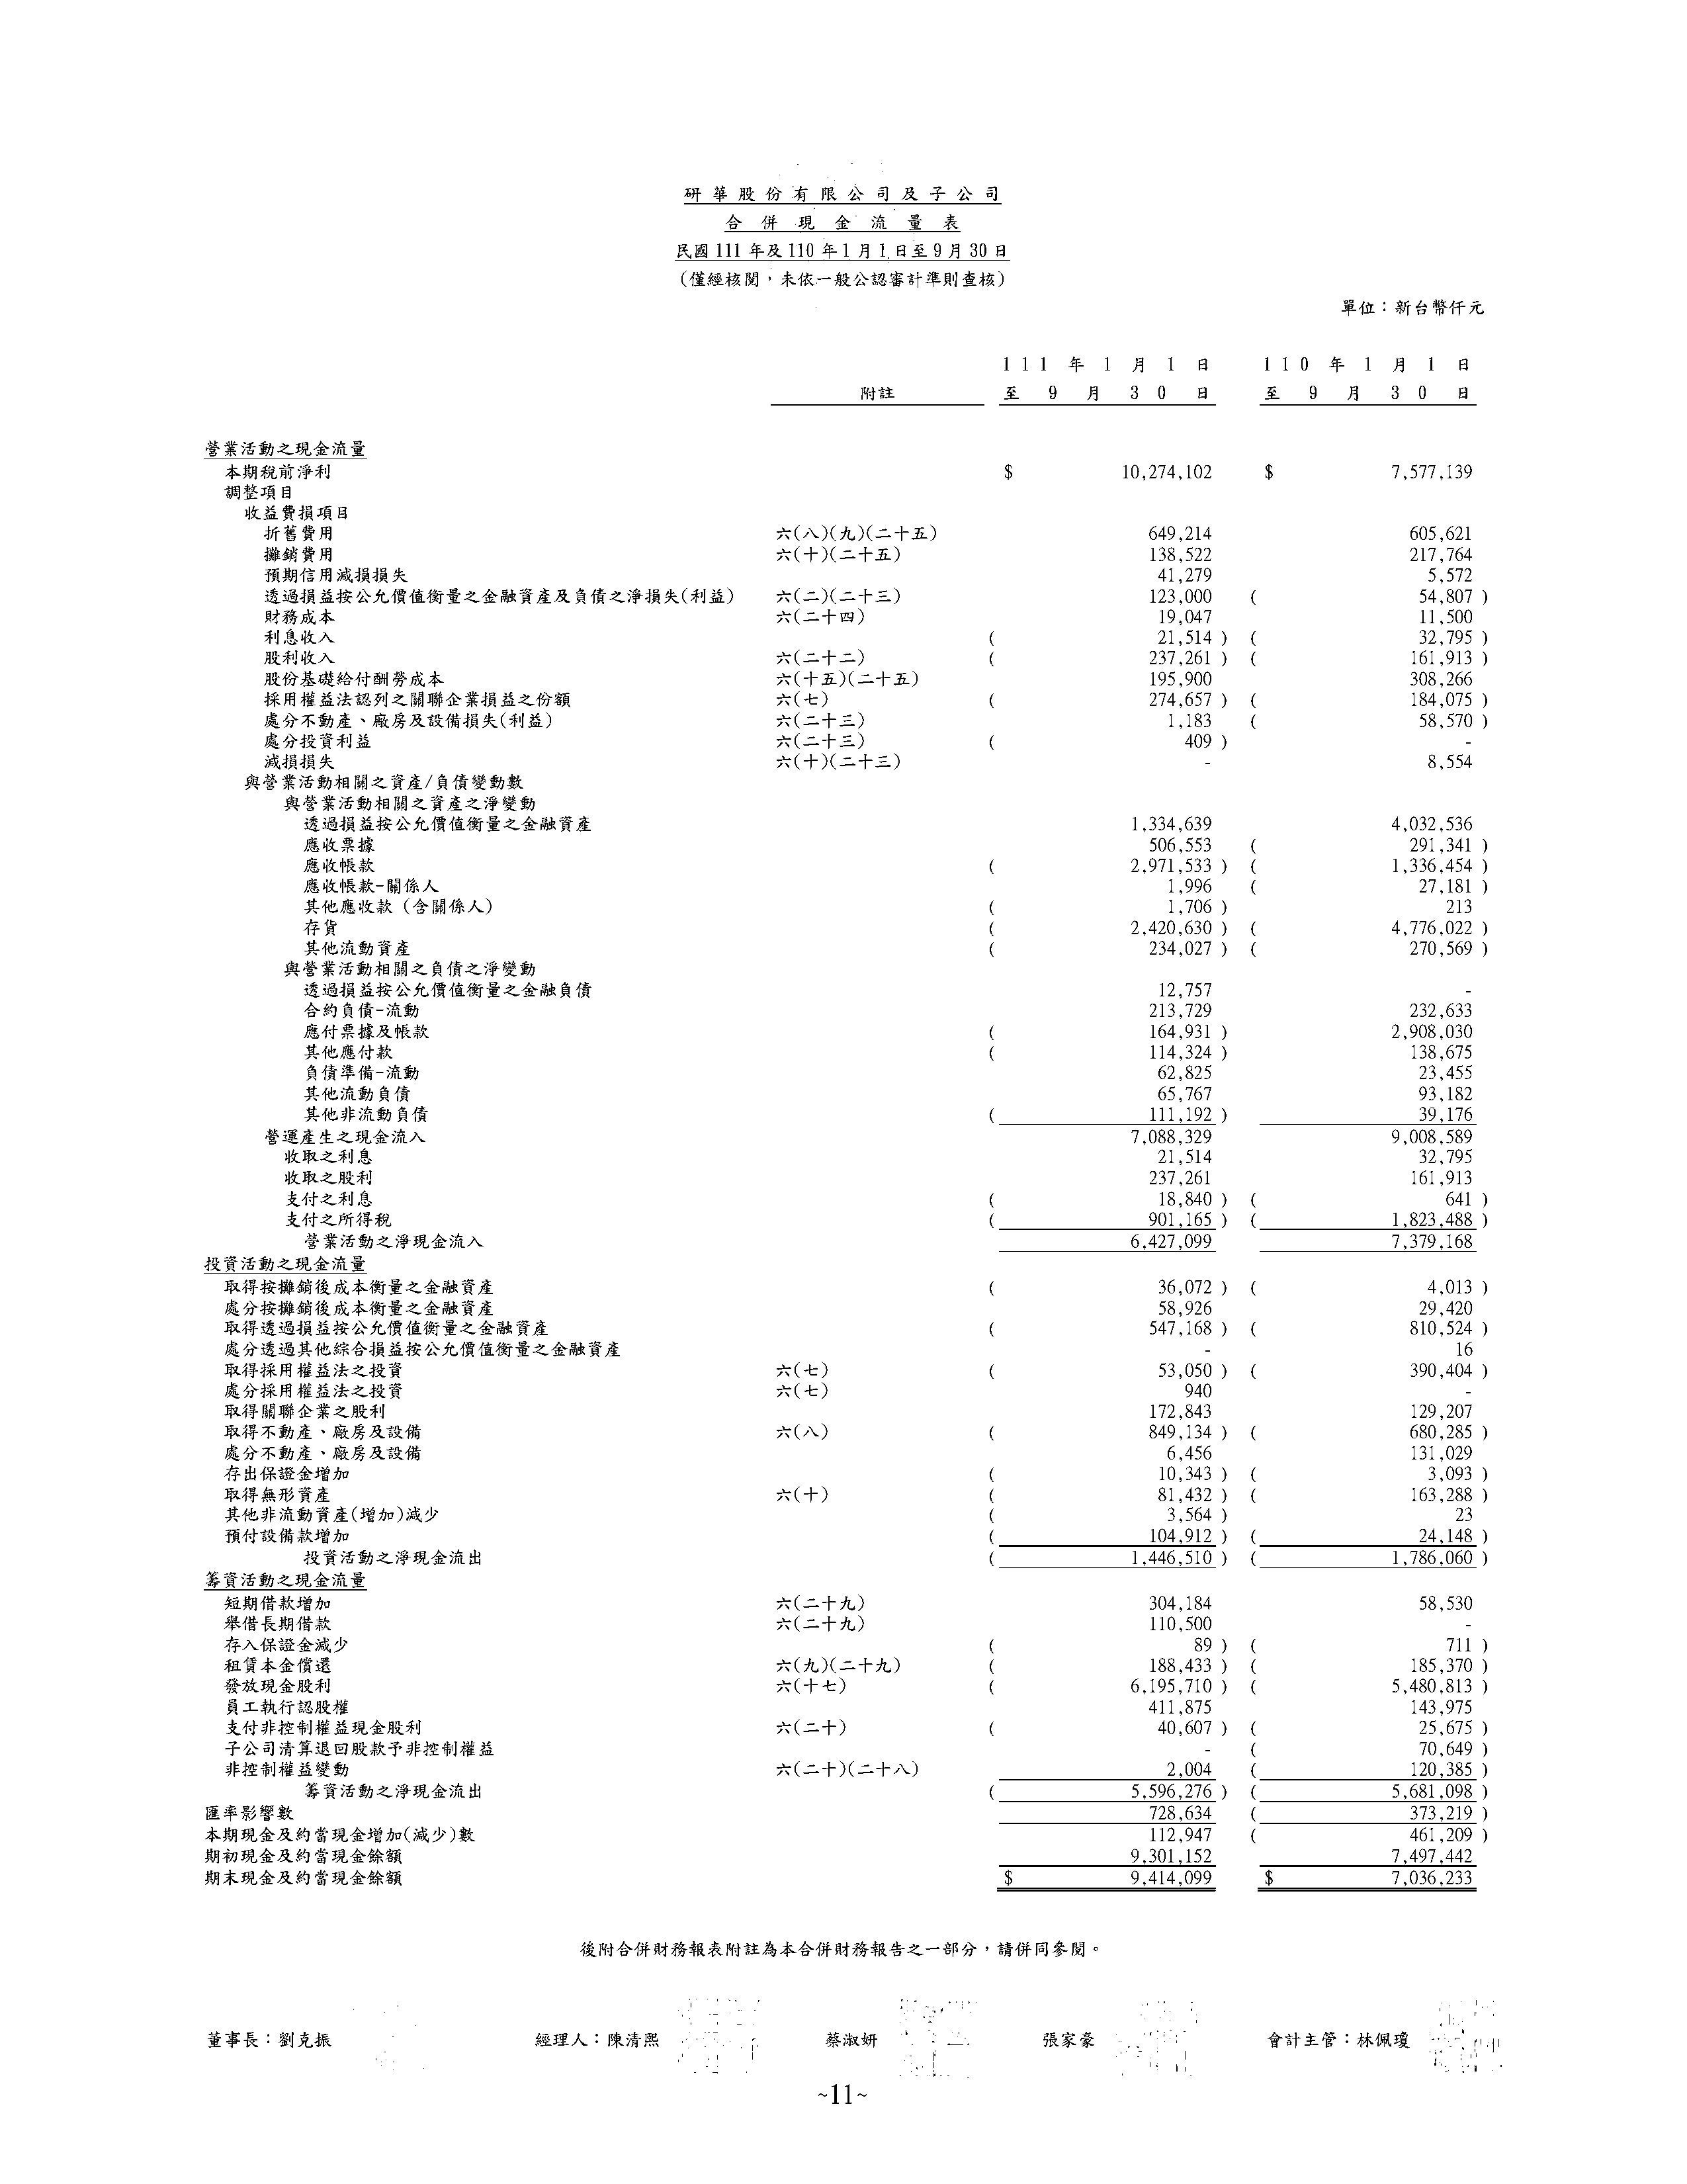 研華股份有限公司及子公司
合併現金流量表
民國111年及110年1月1日至9月30日
(僅經核閱，未依一般公認審計準則查核)
單位：新台幣仟元
111年1月1日 110年1月1日
附註 至9月30日 至9月30日
營業活動之現金流量
本期稅前淨利 $ 10,274,102 $ 7,577,139
調整項目
收益費損項目
折舊費用 六(八)(九)(二十五) 649,214 605,621
攤銷費用 六(十)(二十五) 138,522 217,764
預期信用減損損失 41,279 5,572
透過損益按公允價值衡量之金融資產及負債之淨損失(利益) 六(二)(二十三) 123,000 ( 54,807 )
財務成本 六(二十四) 19,047 11,500
利息收入 ( 21,514 ) ( 32,795 )
股利收入 六(二十二) ( 237,261 ) ( 161,913 )
股份基礎給付酬勞成本 六(十五)(二十五) 195,900 308,266
採用權益法認列之關聯企業損益之份額 六(七) ( 274,657 ) ( 184,075 )
處分不動產、廠房及設備損失(利益) 六(二十三) 1,183 ( 58,570 )
處分投資利益 六(二十三) ( 409 ) -
減損損失 六(十)(二十三) - 8,554
與營業活動相關之資產/負債變動數
與營業活動相關之資產之淨變動
透過損益按公允價值衡量之金融資產 1,334,639 4,032,536
應收票據 506,553 ( 291,341 )
應收帳款 ( 2,971,533 ) ( 1,336,454 )
應收帳款-關係人 1,996 ( 27,181 )
其他應收款 (含關係人) ( 1,706 ) 213
存貨 ( 2,420,630 ) ( 4,776,022 )
其他流動資產 ( 234,027 ) ( 270,569 )
與營業活動相關之負債之淨變動
透過損益按公允價值衡量之金融負債 12,757 -
合約負債-流動 213,729 232,633
應付票據及帳款 ( 164,931 ) 2,908,030
其他應付款 ( 114,324 ) 138,675
負債準備-流動 62,825 23,455
其他流動負債 65,767 93,182
其他非流動負債 ( 111,192 ) 39,176
營運產生之現金流入 7,088,329 9,008,589
收取之利息 21,514 32,795
收取之股利 237,261 161,913
支付之利息 ( 18,840 ) ( 641 )
支付之所得稅 ( 901,165 ) ( 1,823,488 )
營業活動之淨現金流入 6,427,099 7,379,168
投資活動之現金流量
取得按攤銷後成本衡量之金融資產 ( 36,072 ) ( 4,013 )
處分按攤銷後成本衡量之金融資產 58,926 29,420
取得透過損益按公允價值衡量之金融資產 ( 547,168 ) ( 810,524 )
處分透過其他綜合損益按公允價值衡量之金融資產 - 16
取得採用權益法之投資 六(七) ( 53,050 ) ( 390,404 )
處分採用權益法之投資 六(七) 940 -
取得關聯企業之股利 172,843 129,207
取得不動產、廠房及設備 六(八) ( 849,134 ) ( 680,285 )
處分不動產、廠房及設備 6,456 131,029
存出保證金增加 ( 10,343 ) ( 3,093 )
取得無形資產 六(十) ( 81,432 ) ( 163,288 )
其他非流動資產(增加)減少 ( 3,564 ) 23
預付設備款增加 ( 104,912 ) ( 24,148 )
投資活動之淨現金流出 ( 1,446,510 ) ( 1,786,060 )
籌資活動之現金流量
短期借款增加 六(二十九) 304,184 58,530
舉借長期借款 六(二十九) 110,500 -
存入保證金減少 ( 89 ) ( 711 )
租賃本金償還 六(九)(二十九) ( 188,433 ) ( 185,370 )
發放現金股利 六(十七) ( 6,195,710 ) ( 5,480,813 )
員工執行認股權 411,875 143,975
支付非控制權益現金股利 六(二十) ( 40,607 ) ( 25,675 )
子公司清算退回股款予非控制權益 - ( 70,649 )
非控制權益變動 六(二十)(二十八) 2,004 ( 120,385 )
籌資活動之淨現金流出 ( 5,596,276 ) ( 5,681,098 )
匯率影響數 728,634 ( 373,219 )
本期現金及約當現金增加(減少)數 112,947 ( 461,209 )
期初現金及約當現金餘額 9,301,152 7,497,442
期末現金及約當現金餘額 $ 9,414,099 $ 7,036,233
後附合併財務報表附註為本合併財務報告之一部分，請併同參閱。
董事長：劉克振 經理人：陳清熙 蔡淑妍 張家豪 會計主管：林佩瓊
~11~